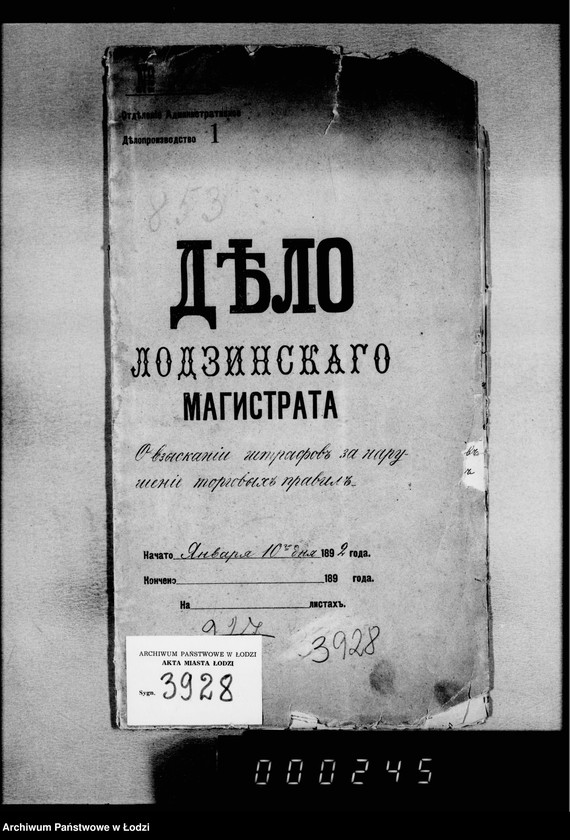 Отдѣленіе Административное
Дѣлопроизводство 1
853
ДѢЛО
ЛОДЗИНСКАГО
МАГИСТРАТА
О взысканіи штрафовъ за нару-
шеніе торговыхъ правилъ
Начато Января 10го дня 1892 года.
Кончено 189 года.
На листахъ.
3928
ARCHIWUM PAŃSTWOWE W ŁODZI
AKTA MIASTA ŁODZI
Sygn. 3928
000245
Archiwum Państwowe w Łodzi